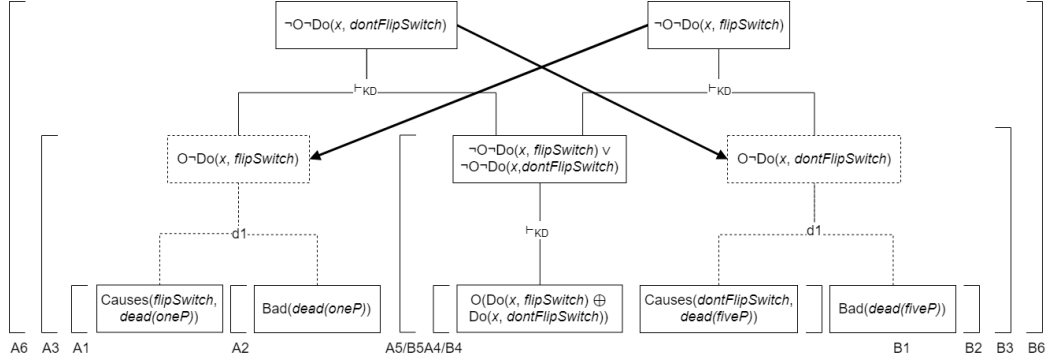 ¬O¬Do(x, dontFlipSwitch)
¬O¬Do(x, flipSwitch)
⊢KD
⊢KD
O¬Do(x, flipSwitch)
¬O¬Do(x, flipSwitch) ∨
¬O¬Do(x,dontFlipSwitch)
O¬Do(x, dontFlipSwitch)
d1
⊢KD
d1
Causes(flipSwitch,
dead(oneP))
Bad(dead(oneP))
O(Do(x, flipSwitch) ⊕
Do(x, dontFlipSwitch))
Causes(dontFlipSwitch,
dead(fiveP))
Bad(dead(fiveP))
A6 A3 A1 A2 A5/B5 A4/B4 B1 B2 B3 B6